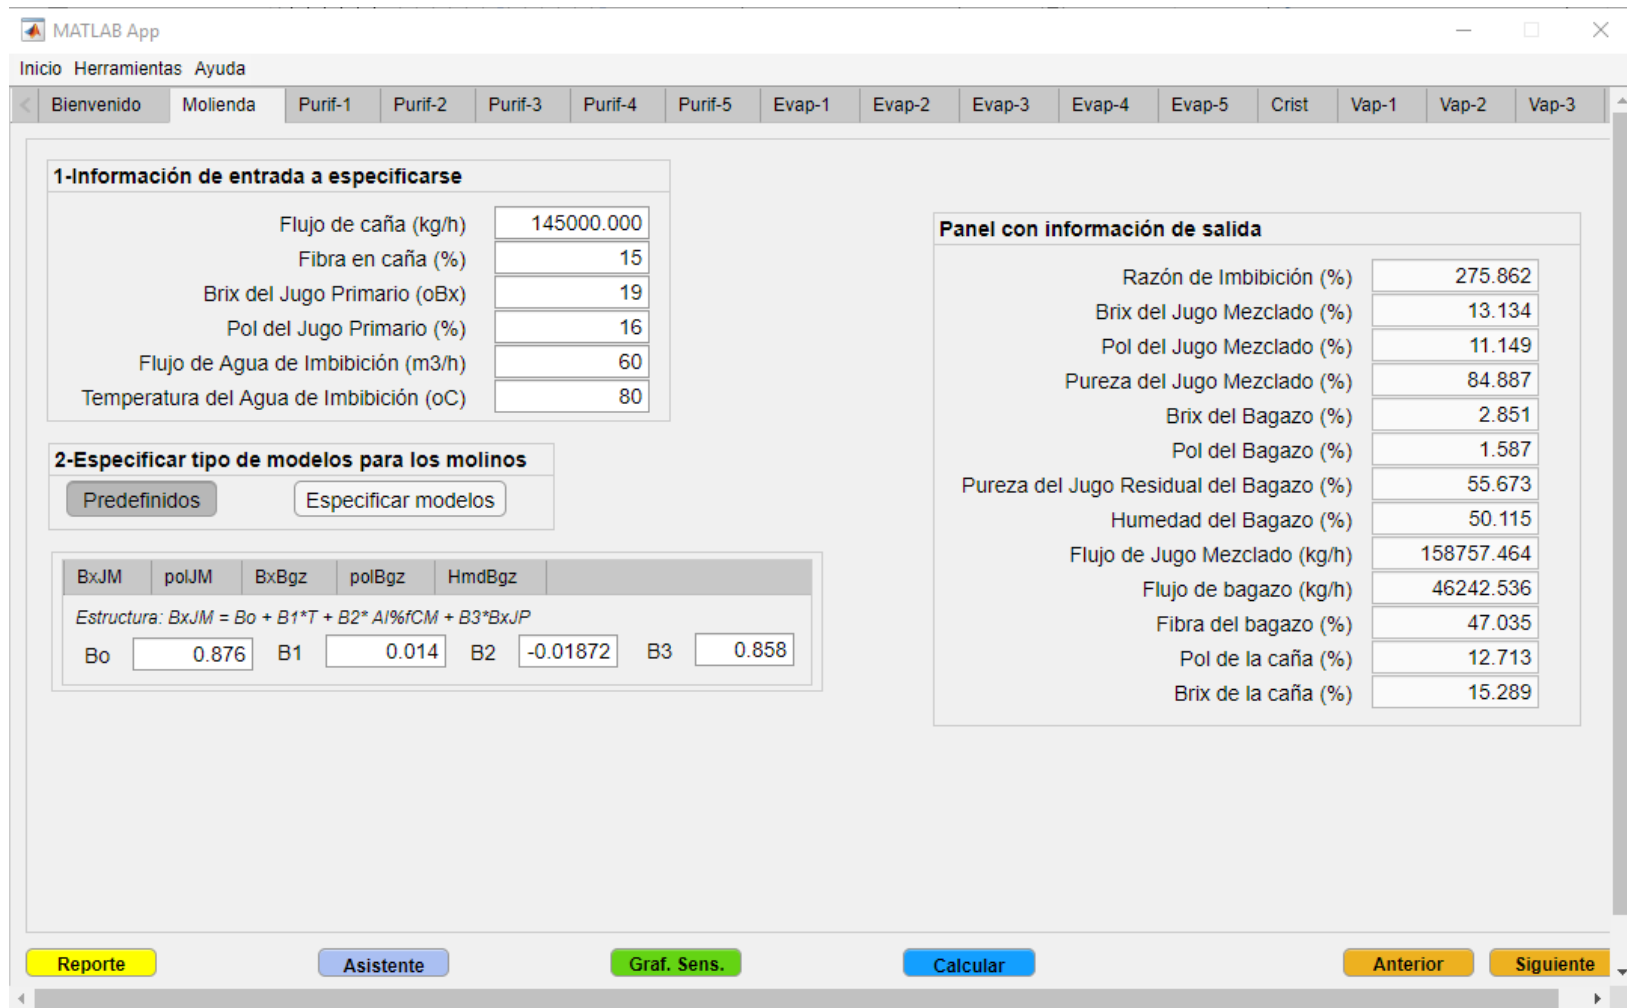 MATLAB App
Inicio Herramientas Ayuda
Bienvenido Molienda Purif-1 Purif-2 Purif-3 Purif-4 Purif-5 Evap-1 Evap-2 Evap-3 Evap-4 Evap-5 Crist Vap-1 Vap-2 Vap-3
1-Información de entrada a especificarse
Flujo de caña (kg/h) 145000.000
Fibra en caña (%) 15
Brix del Jugo Primario (oBx) 19
Pol del Jugo Primario (%) 16
Flujo de Agua de Imbibición (m3/h) 60
Temperatura del Agua de Imbibición (oC) 80
2-Especificar tipo de modelos para los molinos
Predefinidos Especificar modelos
BxJM polJM BxBgz polBgz HmdBgz
Estructura: BxJM = Bo + B1*T + B2* AI%fCM + B3*BxJP
Bo 0.876 B1 0.014 B2 -0.01872 B3 0.858
Panel con información de salida
Razón de Imbibición (%) 275.862
Brix del Jugo Mezclado (%) 13.134
Pol del Jugo Mezclado (%) 11.149
Pureza del Jugo Mezclado (%) 84.887
Brix del Bagazo (%) 2.851
Pol del Bagazo (%) 1.587
Pureza del Jugo Residual del Bagazo (%) 55.673
Humedad del Bagazo (%) 50.115
Flujo de Jugo Mezclado (kg/h) 158757.464
Flujo de bagazo (kg/h) 46242.536
Fibra del bagazo (%) 47.035
Pol de la caña (%) 12.713
Brix de la caña (%) 15.289
Reporte Asistente Graf. Sens. Calcular Anterior Siguiente